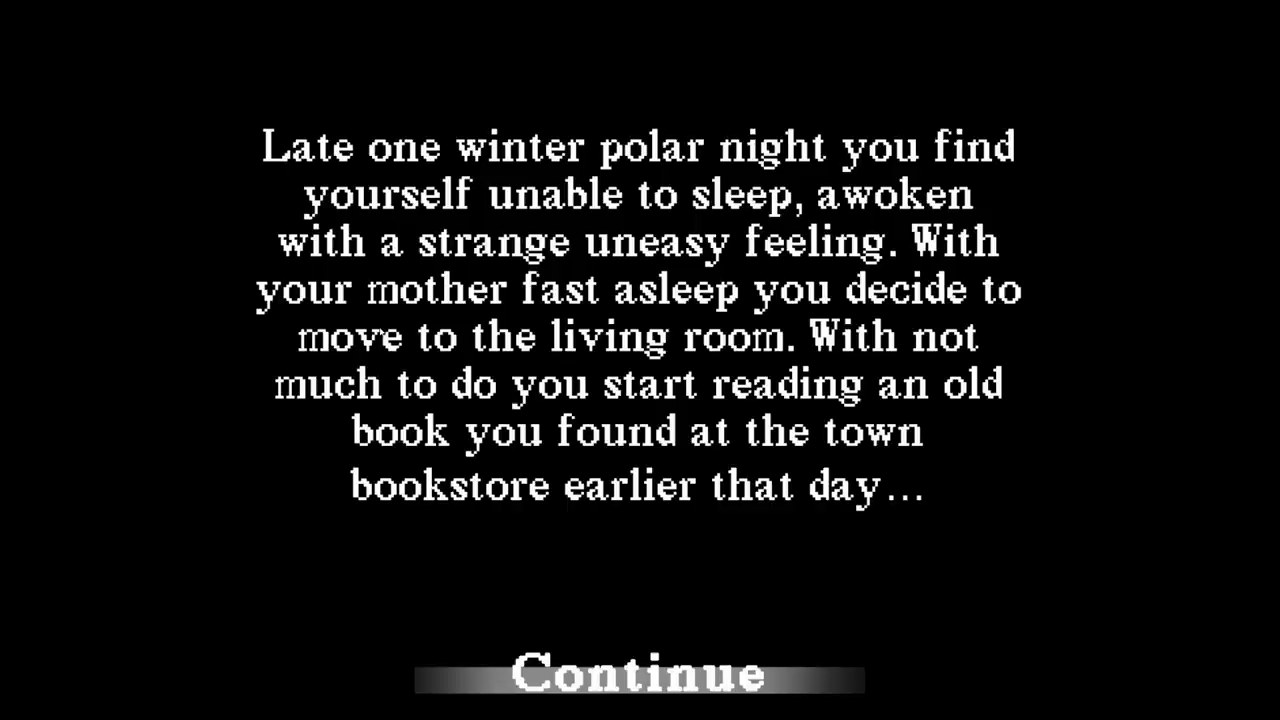 Late one winter polar night you find
yourself unable to sleep, awoken
with a strange uneasy feeling. With
your mother fast asleep you decide to
move to the living room. With not
much to do you start reading an old
book you found at the town
bookstore earlier that day...
Continue